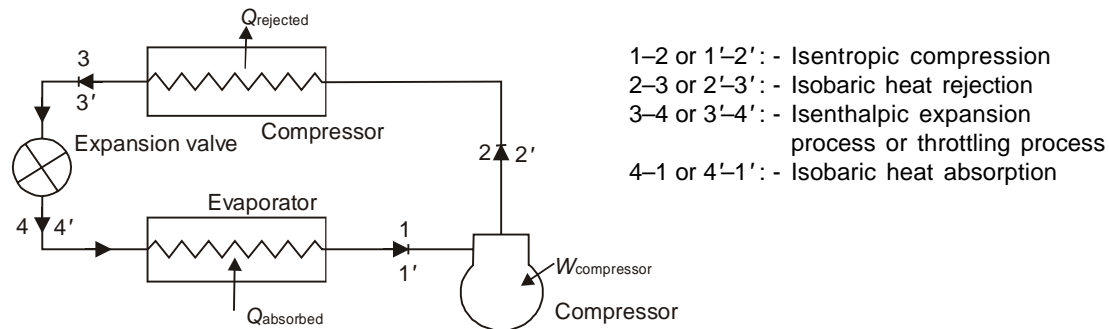 Qrejected
3
3′
Compressor
Expansion valve
2 2′
4 4′
Evaporator
1
1′
Wcompressor
Compressor
Qabsorbed
1–2 or 1′–2′ : - Isentropic compression
2–3 or 2′–3′ : - Isobaric heat rejection
3–4 or 3′–4′ : - Isenthalpic expansion
process or throttling process
4–1 or 4′–1′ : - Isobaric heat absorption